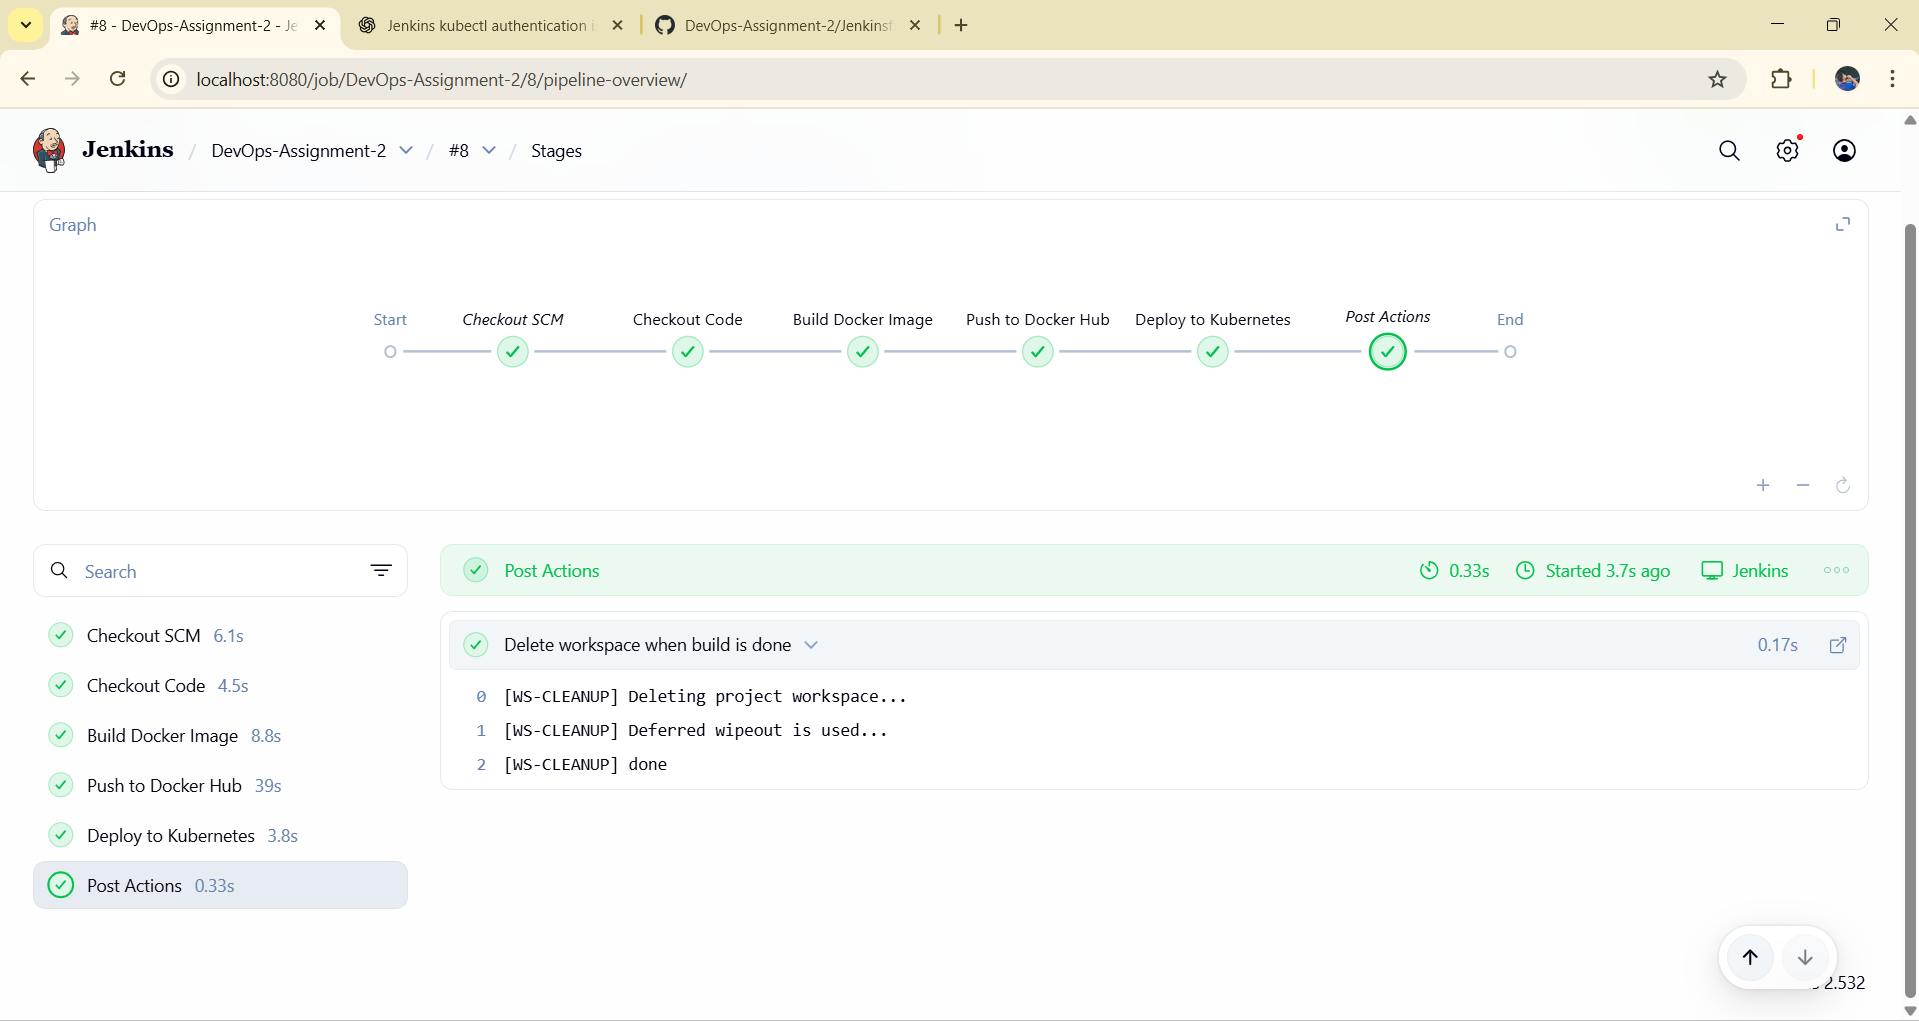 #8 - DevOps-Assignment-2 - Je
Jenkins kubectl authentication i
DevOps-Assignment-2/Jenkinsf
localhost:8080/job/DevOps-Assignment-2/8/pipeline-overview/
Jenkins / DevOps-Assignment-2 / #8 / Stages
Graph
Start
Checkout SCM
Checkout Code
Build Docker Image
Push to Docker Hub
Deploy to Kubernetes
Post Actions
End
Search
Checkout SCM 6.1s
Checkout Code 4.5s
Build Docker Image 8.8s
Push to Docker Hub 39s
Deploy to Kubernetes 3.8s
Post Actions 0.33s
Post Actions
0.33s
Started 3.7s ago
Jenkins
Delete workspace when build is done
0.17s
0 [WS-CLEANUP] Deleting project workspace...
1 [WS-CLEANUP] Deferred wipeout is used...
2 [WS-CLEANUP] done
2.532